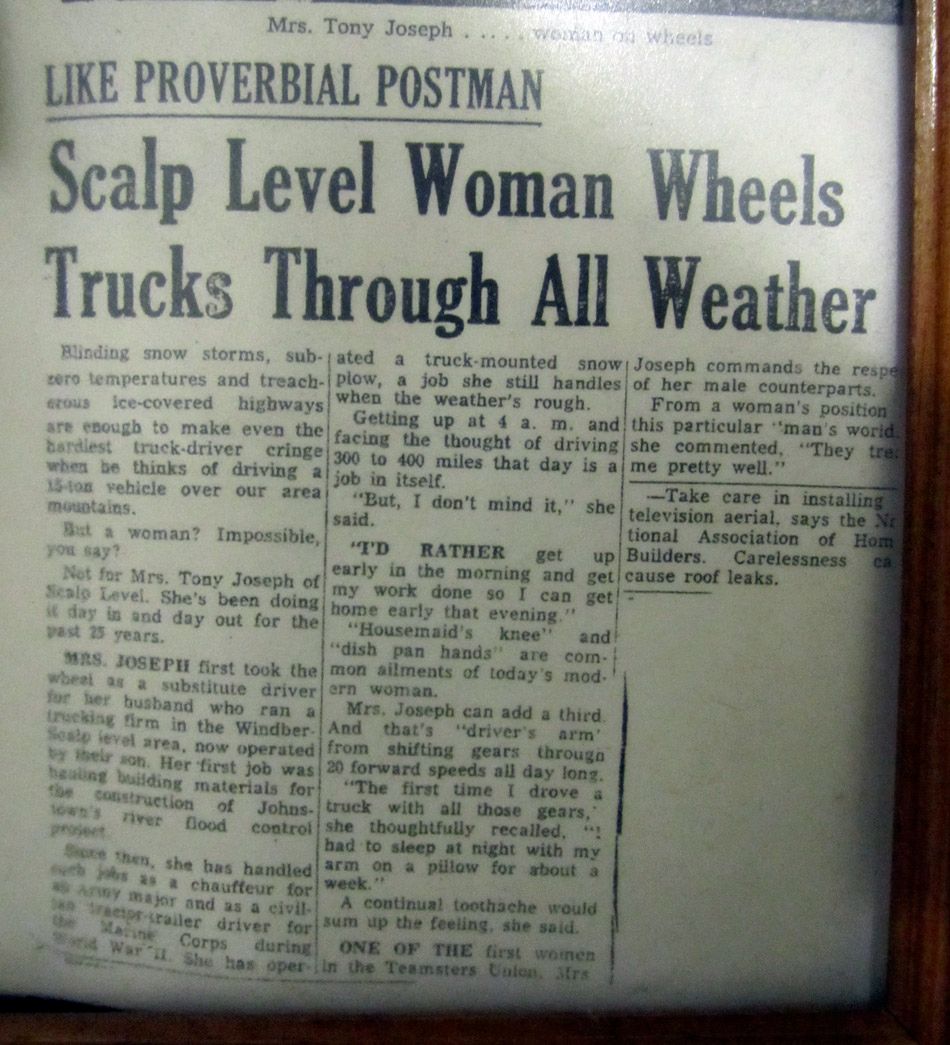 Mrs. Tony Joseph . . . . . woman on wheels
LIKE PROVERBIAL POSTMAN
Scalp Level Woman Wheels
Trucks Through All Weather
Blinding snow storms, sub-
zero temperatures and treach-
erous ice-covered highways
are enough to make even the
hardiest truck-driver cringe
when he thinks of driving a
15-ton vehicle over our area
mountains.
But a woman? Impossible,
you say?
Not for Mrs. Tony Joseph of
Scalp Level. She's been doing
it day in and day out for the
past 25 years.
MRS. JOSEPH first took the
wheel as a substitute driver
for her husband who ran a
trucking firm in the Windber-
Scalp level area, now operated
by their son. Her first job was
hauling building materials for
the construction of Johns-
town's river flood control
project.
Since then, she has handled
such jobs as a chauffeur for
an Army major and as a civil-
ian tractor-trailer driver for
the Marine Corps during
World War II. She has oper-
ated a truck-mounted snow
plow, a job she still handles
when the weather's rough.
Getting up at 4 a. m. and
facing the thought of driving
300 to 400 miles that day is a
job in itself.
"But, I don't mind it," she
said.
"I'D RATHER get up
early in the morning and get
my work done so I can get
home early that evening."
"Housemaid's knee" and
"dish pan hands" are com-
mon ailments of today's mod-
ern woman.
Mrs. Joseph can add a third.
And that's "driver's arm'
from shifting gears through
20 forward speeds all day long.
"The first time I drove a
truck with all those gears,'
she thoughtfully recalled, "I
had to sleep at night with my
arm on a pillow for about a
week."
A continual toothache would
sum up the feeling, she said.
ONE OF THE first women
in the Teamsters Union, Mrs
Joseph commands the respe
of her male counterparts.
From a woman's position
this particular "man's world
she commented, "They tre
me pretty well."
—Take care in installing
television aerial, says the Na
tional Association of Hom
Builders. Carelessness ca
cause roof leaks.